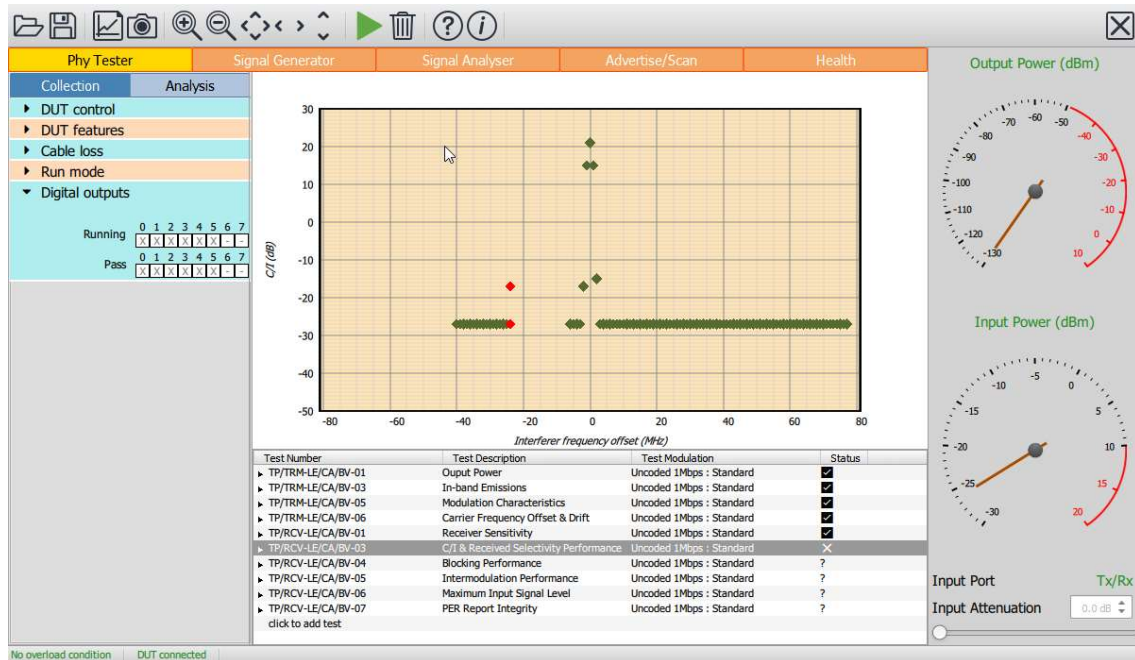 Phy Tester Signal Generator Signal Analyser Advertise/Scan Health
Collection Analysis
DUT control
DUT features
Cable loss
Run mode
Digital outputs
0 1 2 3 4 5 6 7
Running X X X X X X - -
0 1 2 3 4 5 6 7
Pass X X X X X X - -
30
20
10
0
-10
-20
-30
-40
-50
C/I (dB)
-80 -60 -40 -20 0 20 40 60 80
Interferer frequency offset (MHz)
Test Number Test Description Test Modulation Status
TP/TRM-LE/CA/BV-01 Ouput Power Uncoded 1Mbps : Standard
TP/TRM-LE/CA/BV-03 In-band Emissions Uncoded 1Mbps : Standard
TP/TRM-LE/CA/BV-05 Modulation Characteristics Uncoded 1Mbps : Standard
TP/TRM-LE/CA/BV-06 Carrier Frequency Offset & Drift Uncoded 1Mbps : Standard
TP/RCV-LE/CA/BV-01 Receiver Sensitivity Uncoded 1Mbps : Standard
TP/RCV-LE/CA/BV-03 C/I & Received Selectivity Performance Uncoded 1Mbps : Standard
TP/RCV-LE/CA/BV-04 Blocking Performance Uncoded 1Mbps : Standard ?
TP/RCV-LE/CA/BV-05 Intermodulation Performance Uncoded 1Mbps : Standard ?
TP/RCV-LE/CA/BV-06 Maximum Input Signal Level Uncoded 1Mbps : Standard ?
TP/RCV-LE/CA/BV-07 PER Report Integrity Uncoded 1Mbps : Standard ?
click to add test
Output Power (dBm)
-130 -120 -110 -100 -90 -80 -70 -60 -50 -40 -30 -20 -10 0 10
Input Power (dBm)
-30 -25 -20 -15 -10 -5 0 5 10 15 20
Input Port Tx/Rx
Input Attenuation 0.0 dB
No overload condition DUT connected